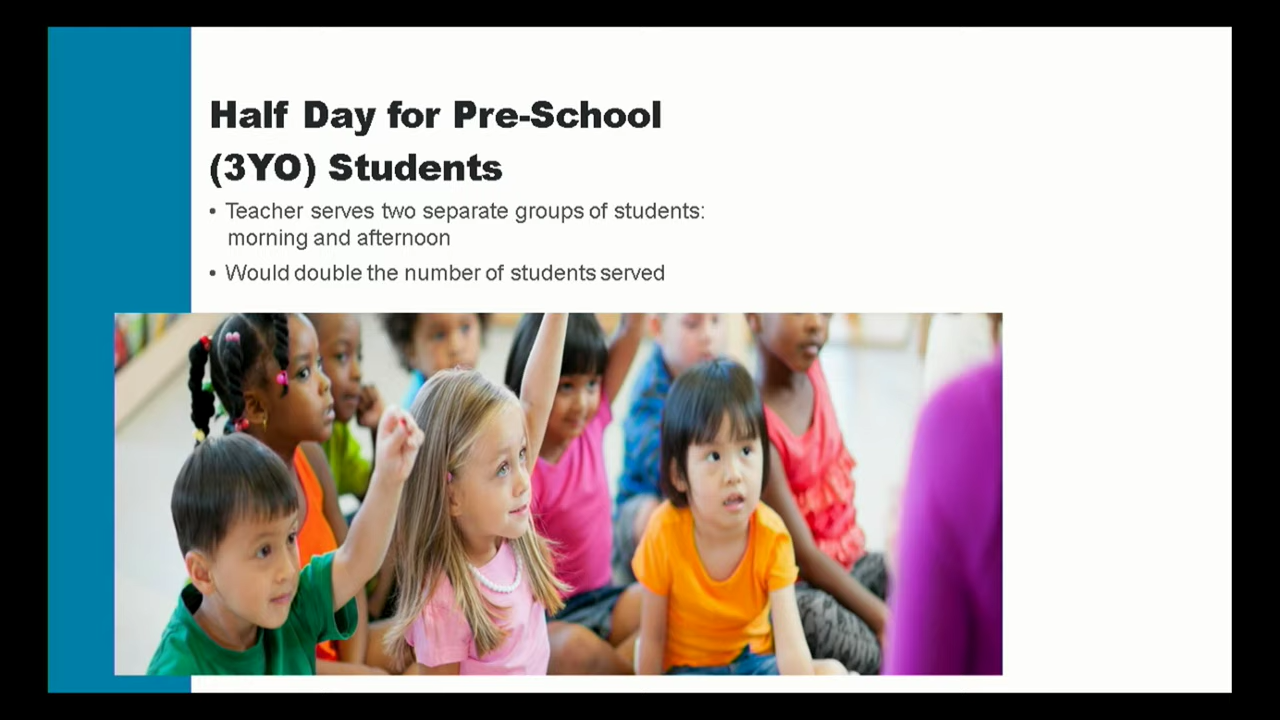 Half Day for Pre-School
(3YO) Students
• Teacher serves two separate groups of students:
morning and afternoon
• Would double the number of students served